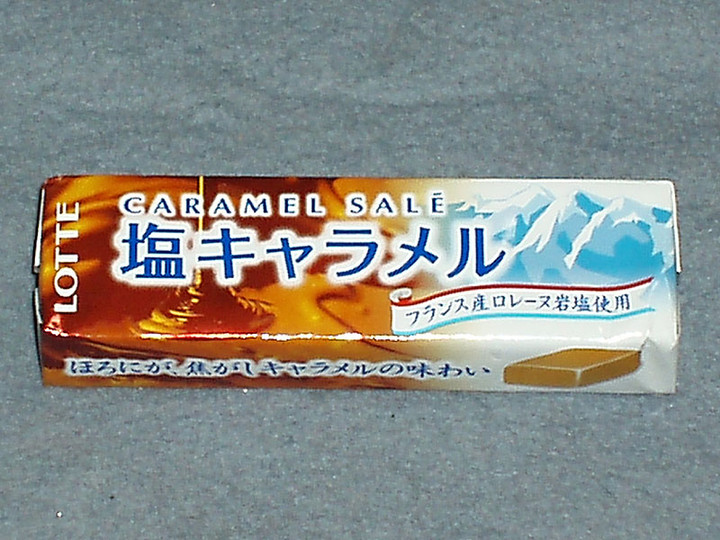 LOTTE
CARAMEL SALÉ
塩キャラメル
フランス産ロレーヌ岩塩使用
ほろにが、焦がしキャラメルの味わい